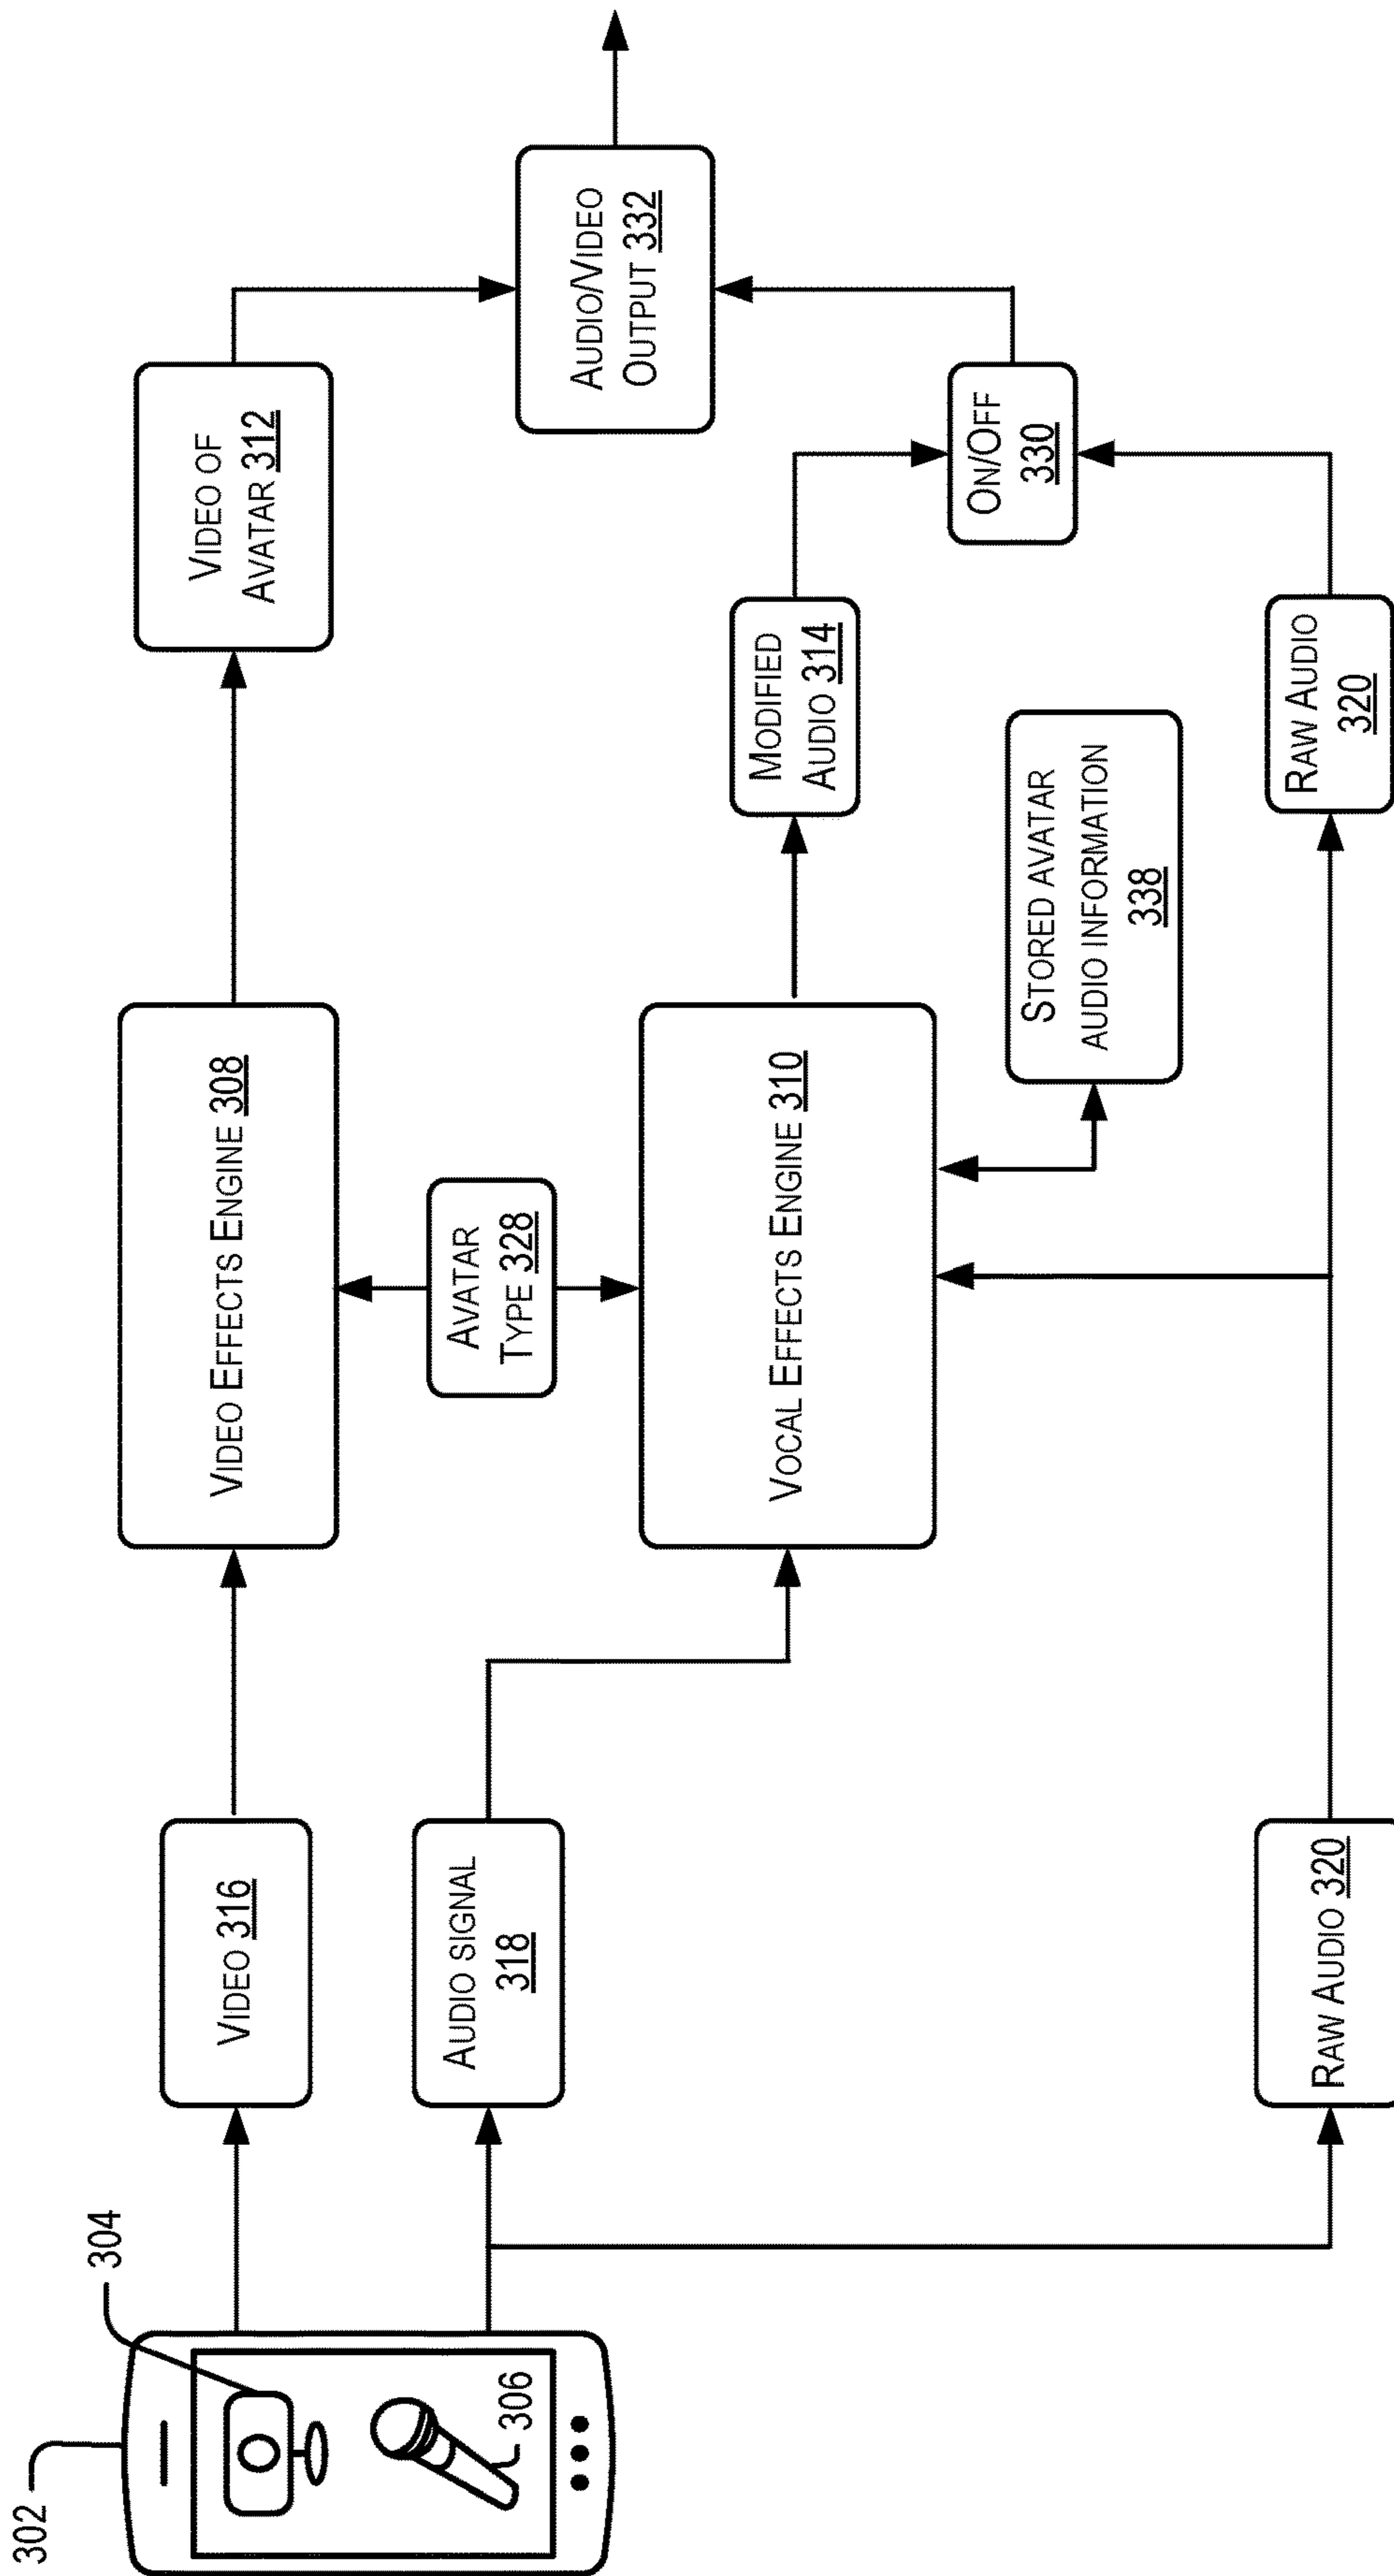 302
304
306
VIDEO 316
AUDIO SIGNAL
318
RAW AUDIO 320
VIDEO EFFECTS ENGINE 308
AVATAR
TYPE 328
VOCAL EFFECTS ENGINE 310
STORED AVATAR
AUDIO INFORMATION
338
VIDEO OF
AVATAR 312
MODIFIED
AUDIO 314
RAW AUDIO
320
ON/OFF
330
AUDIO/VIDEO
OUTPUT 332